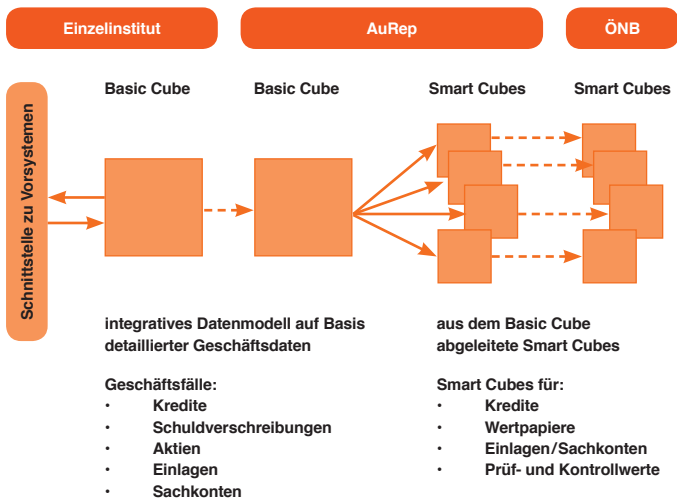 Einzelinstitut
AuRep
ÖNB
Basic Cube
Basic Cube
Smart Cubes
Smart Cubes
Schnittstelle zu Vorsystemen
integratives Datenmodell auf Basis
detaillierter Geschäftsdaten
Geschäftsfälle:
• Kredite
• Schuldverschreibungen
• Aktien
• Einlagen
• Sachkonten
aus dem Basic Cube
abgeleitete Smart Cubes
Smart Cubes für:
• Kredite
• Wertpapiere
• Einlagen/Sachkonten
• Prüf- und Kontrollwerte